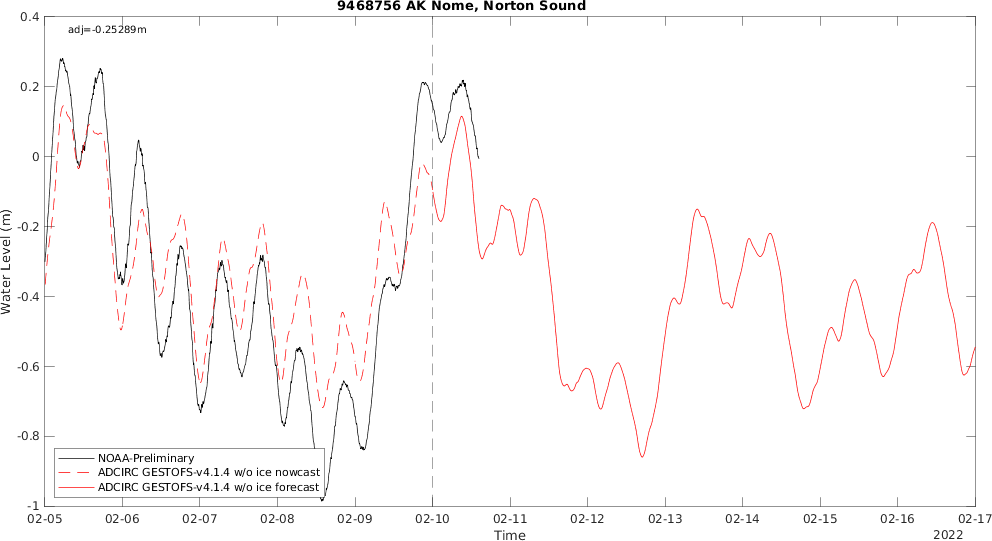 9468756 AK Nome, Norton Sound
adj=-0.25289m
0.4
0.2
0
-0.2
-0.4
-0.6
-0.8
-1
Water Level (m)
NOAA-Preliminary
ADCIRC GESTOFS-v4.1.4 w/o ice nowcast
ADCIRC GESTOFS-v4.1.4 w/o ice forecast
02-05 02-06 02-07 02-08 02-09 02-10 02-11 02-12 02-13 02-14 02-15 02-16 02-17
Time
2022